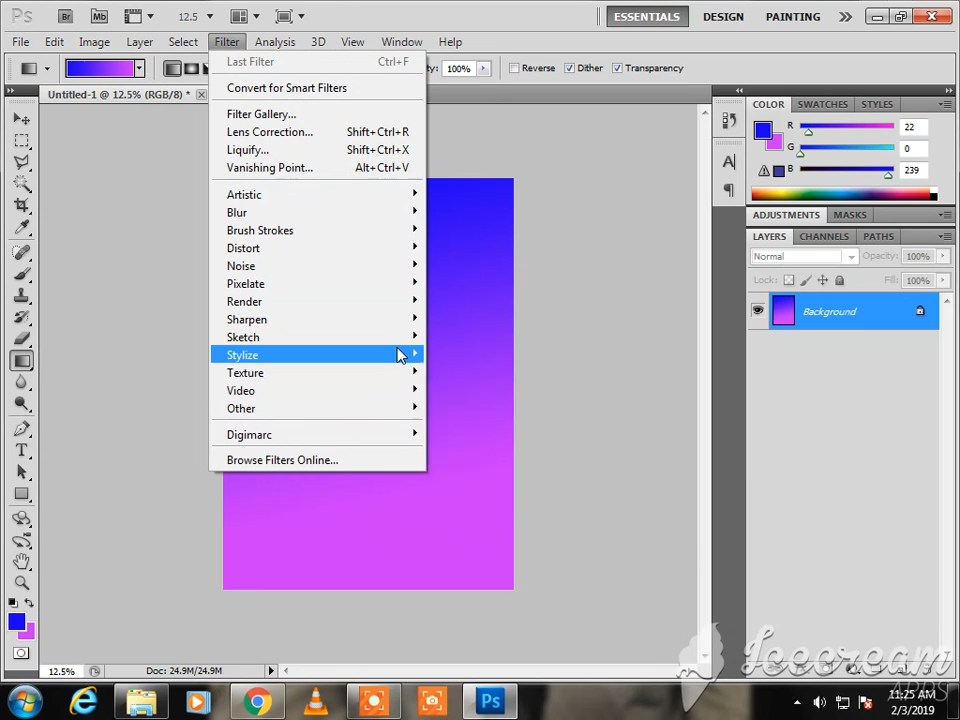 Ps Br Mb 12.5 ESSENTIALS DESIGN PAINTING
File Edit Image Layer Select Filter Analysis 3D View Window Help
100% Reverse Dither Transparency
Untitled-1 @ 12.5% (RGB/8) *
Last Filter Ctrl+F
Convert for Smart Filters
Filter Gallery...
Lens Correction... Shift+Ctrl+R
Liquify... Shift+Ctrl+X
Vanishing Point... Alt+Ctrl+V
Artistic
Blur
Brush Strokes
Distort
Noise
Pixelate
Render
Sharpen
Sketch
Stylize
Texture
Video
Other
Digimarc
Browse Filters Online...
COLOR SWATCHES STYLES
R 22
G 0
B 239
ADJUSTMENTS MASKS
LAYERS CHANNELS PATHS
Normal Opacity: 100%
Lock: Fill: 100%
Background
12.5% Doc: 24.9M/24.9M
Icecream
APPS
Ps
11:25 AM
2/3/2019